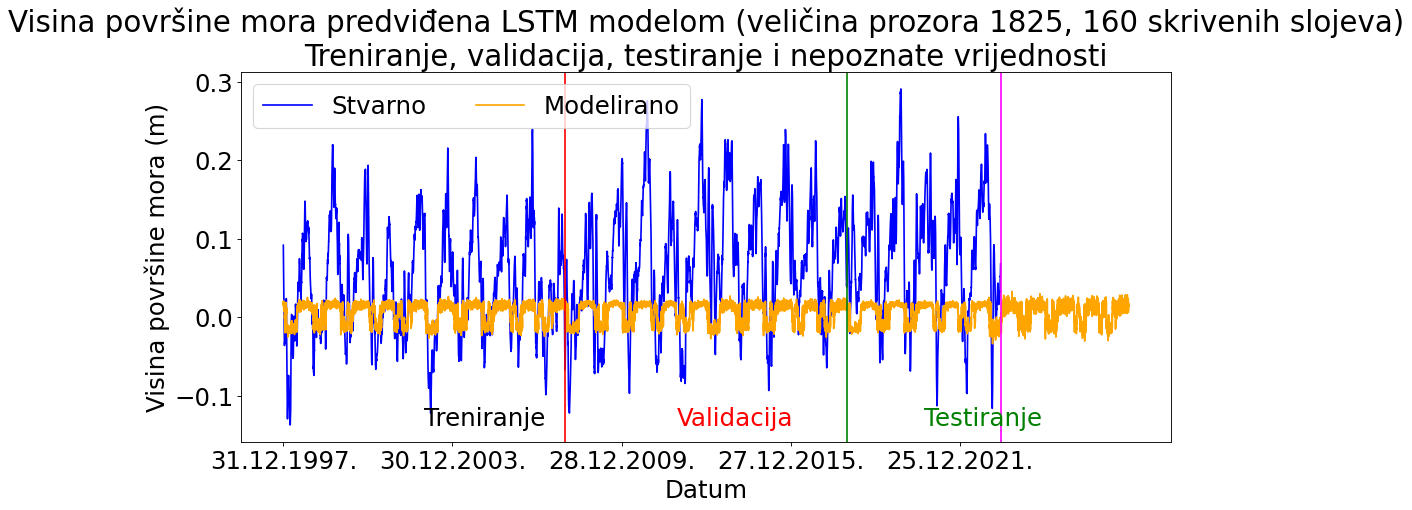 Visina površine mora predviđena LSTM modelom (veličina prozora 1825, 160 skrivenih slojeva)
Treniranje, validacija, testiranje i nepoznate vrijednosti
Stvarno Modelirano
Visina površine mora (m)
0.3
0.2
0.1
0.0
−0.1
Treniranje Validacija Testiranje
31.12.1997. 30.12.2003. 28.12.2009. 27.12.2015. 25.12.2021.
Datum